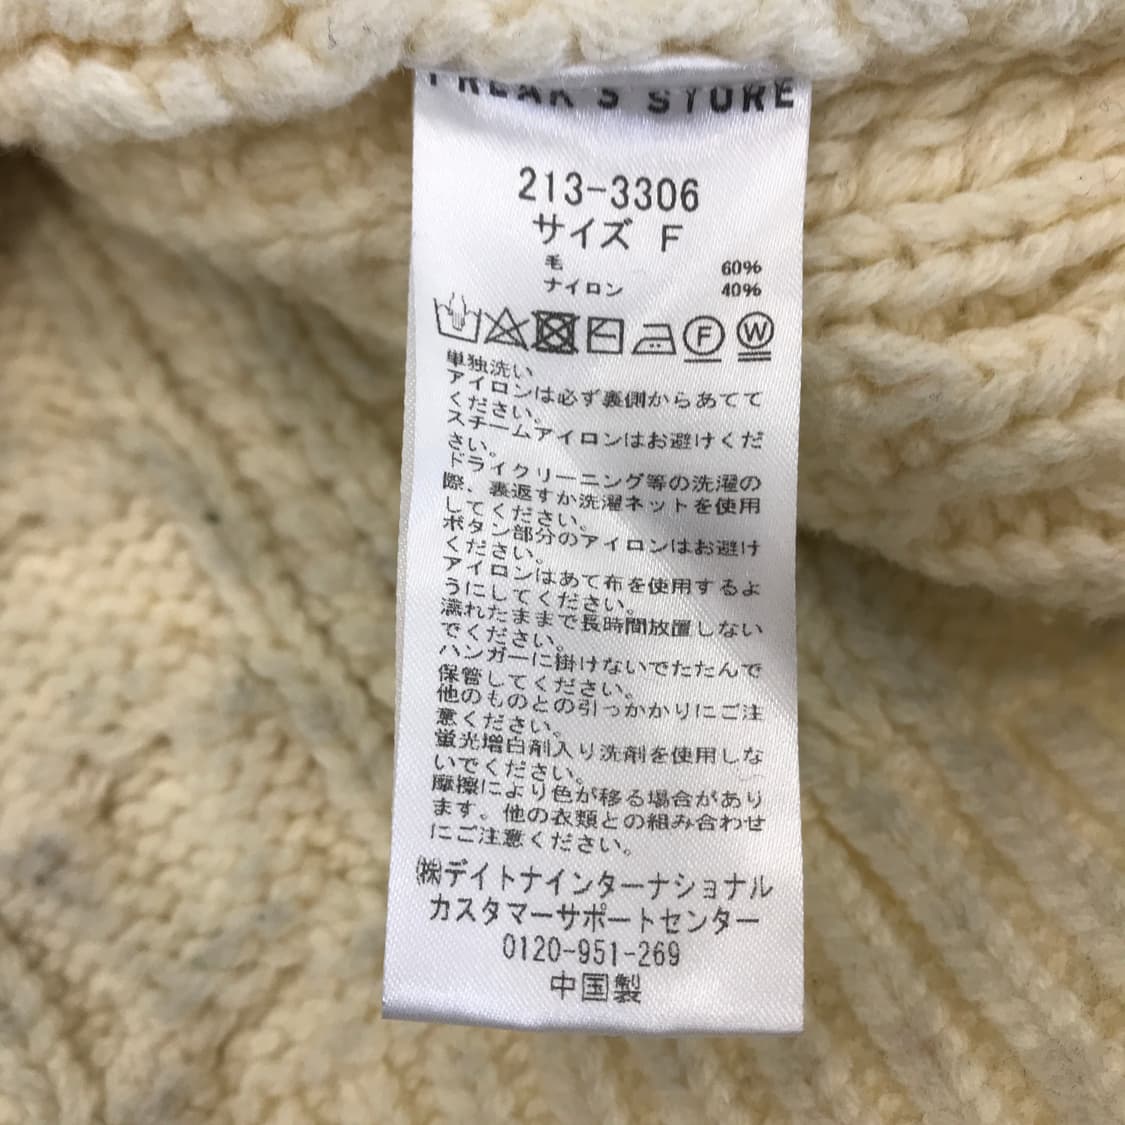 FREAK'S STORE
213-3306
サイズ F
毛 60%
ナイロン 40%
F W
単独洗い
アイロンは必ず裏側からあてて
ください。
スチームアイロンはお避けくだ
さい。
ドライクリーニング等の洗濯の
際、裏返すか洗濯ネットを使用
してください。
ボタン部分のアイロンはお避け
ください。
アイロンはあて布を使用するよ
うにしてください。
濡れたままで長時間放置しない
でください。
ハンガーに掛けないでたたんで
保管してください。
他のものとの引っかかりにご注
意ください。
蛍光増白剤入り洗剤を使用しな
いでください。
摩擦により色が移る場合があり
ます。他の衣類との組み合わせ
にご注意ください。
㈱デイトナインターナショナル
カスタマーサポートセンター
0120-951-269
中国製